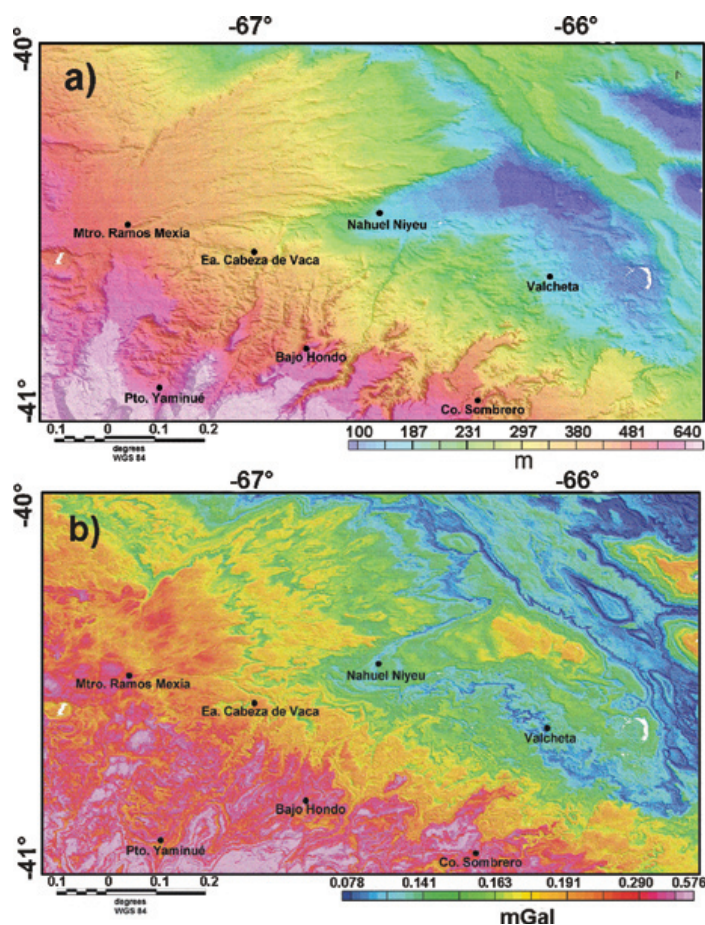 -67° -66°
-40°
a)
Nahuel Niyeu
Mtro. Ramos Mexia
Ea. Cabeza de Vaca
Valcheta
Bajo Hondo
Pto. Yaminué
Co. Sombrero
-41°
0.1 0 0.1 0.2
degrees
WGS 84
100 187 231 297 380 481 640
m
-67° -66°
-40°
b)
Nahuel Niyeu
Mtro. Ramos Mexia
Ea. Cabeza de Vaca
Valcheta
Bajo Hondo
Pto. Yaminué
Co. Sombrero
-41°
0.1 0 0.1 0.2
degrees
WGS 84
0.078 0.141 0.163 0.191 0.290 0.576
mGal